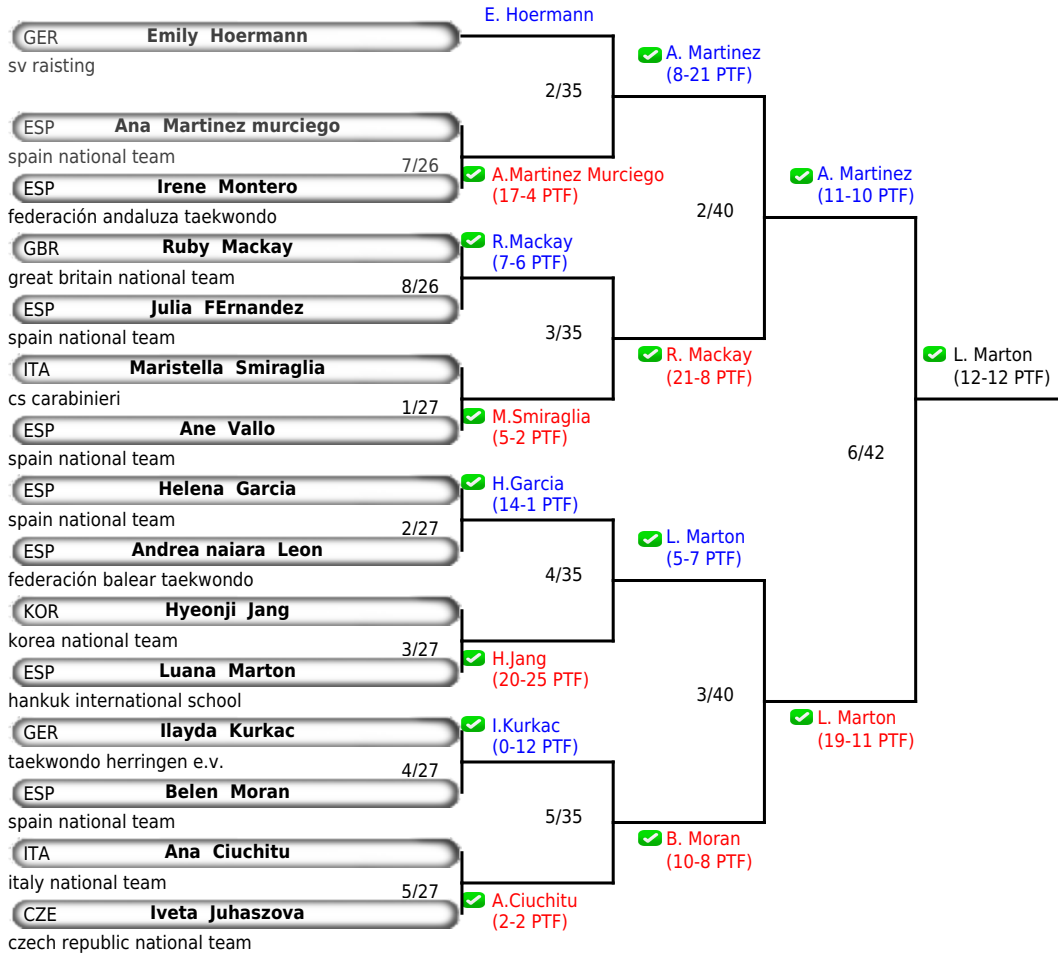 E. Hoermann
GER Emily Hoermann
sv raisting
A. Martinez
(8-21 PTF)
2/35
ESP Ana Martinez murciego
spain national team
7/26
ESP Irene Montero
federación andaluza taekwondo
A.Martinez Murciego
(17-4 PTF)
A. Martinez
(11-10 PTF)
2/40
GBR Ruby Mackay
great britain national team
R.Mackay
(7-6 PTF)
8/26
ESP Julia FErnandez
spain national team
3/35
ITA Maristella Smiraglia
cs carabinieri
R. Mackay
(21-8 PTF)
L. Marton
(12-12 PTF)
1/27
ESP Ane Vallo
spain national team
M.Smiraglia
(5-2 PTF)
6/42
ESP Helena Garcia
spain national team
H.Garcia
(14-1 PTF)
2/27
ESP Andrea naiara Leon
federación balear taekwondo
L. Marton
(5-7 PTF)
4/35
KOR Hyeonji Jang
korea national team
3/27
ESP Luana Marton
hankuk international school
H.Jang
(20-25 PTF)
3/40
GER Ilayda Kurkac
taekwondo herringen e.v.
I.Kurkac
(0-12 PTF)
L. Marton
(19-11 PTF)
4/27
ESP Belen Moran
spain national team
5/35
ITA Ana Ciuchitu
italy national team
B. Moran
(10-8 PTF)
5/27
CZE Iveta Juhaszova
czech republic national team
A.Ciuchitu
(2-2 PTF)